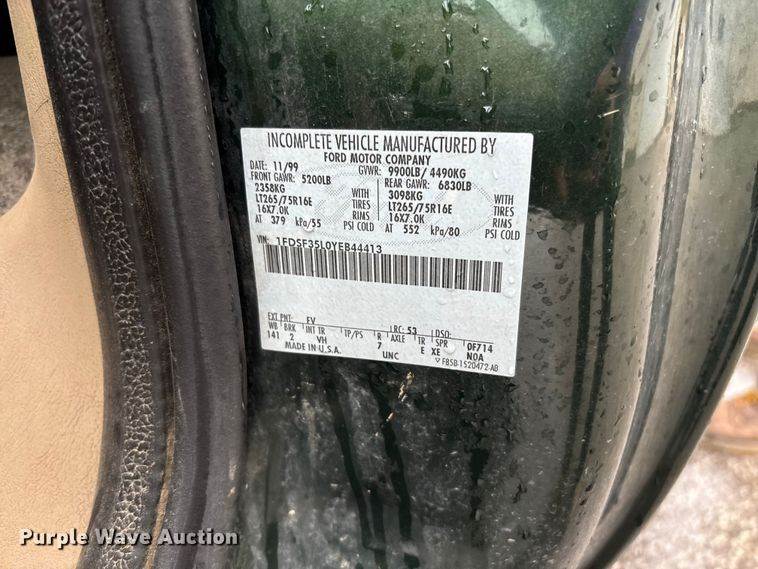 INCOMPLETE VEHICLE MANUFACTURED BY
FORD MOTOR COMPANY
DATE: 11/99 GVWR: 9900LB/ 4490KG
FRONT GAWR: 5200LB REAR GAWR: 6830LB
2358KG WITH 3098KG WITH
LT265/75R16E TIRES LT265/75R16E TIRES
16X7.0K RIMS 16X7.0K RIMS
AT 379 kPa/55 PSI COLD AT 552 kPa/80 PSI COLD
VIN: 1FDSF35L0YEB44413
EXT PNT: FV RC: 53 DSO:
WB BRK INT TR TP/PS R AXLE TR SPR 0F714
141 2 VH 7 E XE N0A
MADE IN U.S.A. UNC
F85B-1520472-AB
Purple Wave Auction